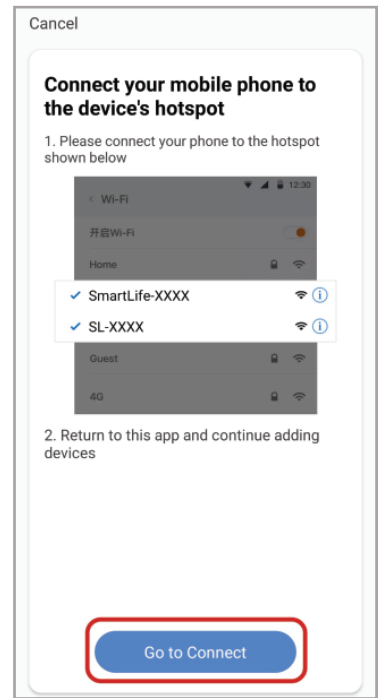 Cancel
Connect your mobile phone to
the device's hotspot
1. Please connect your phone to the hotspot
shown below
12:30
< Wi-Fi
开启Wi-Fi
Home
SmartLife-XXXX
SL-XXXX
Guest
4G
2. Return to this app and continue adding
devices
Go to Connect